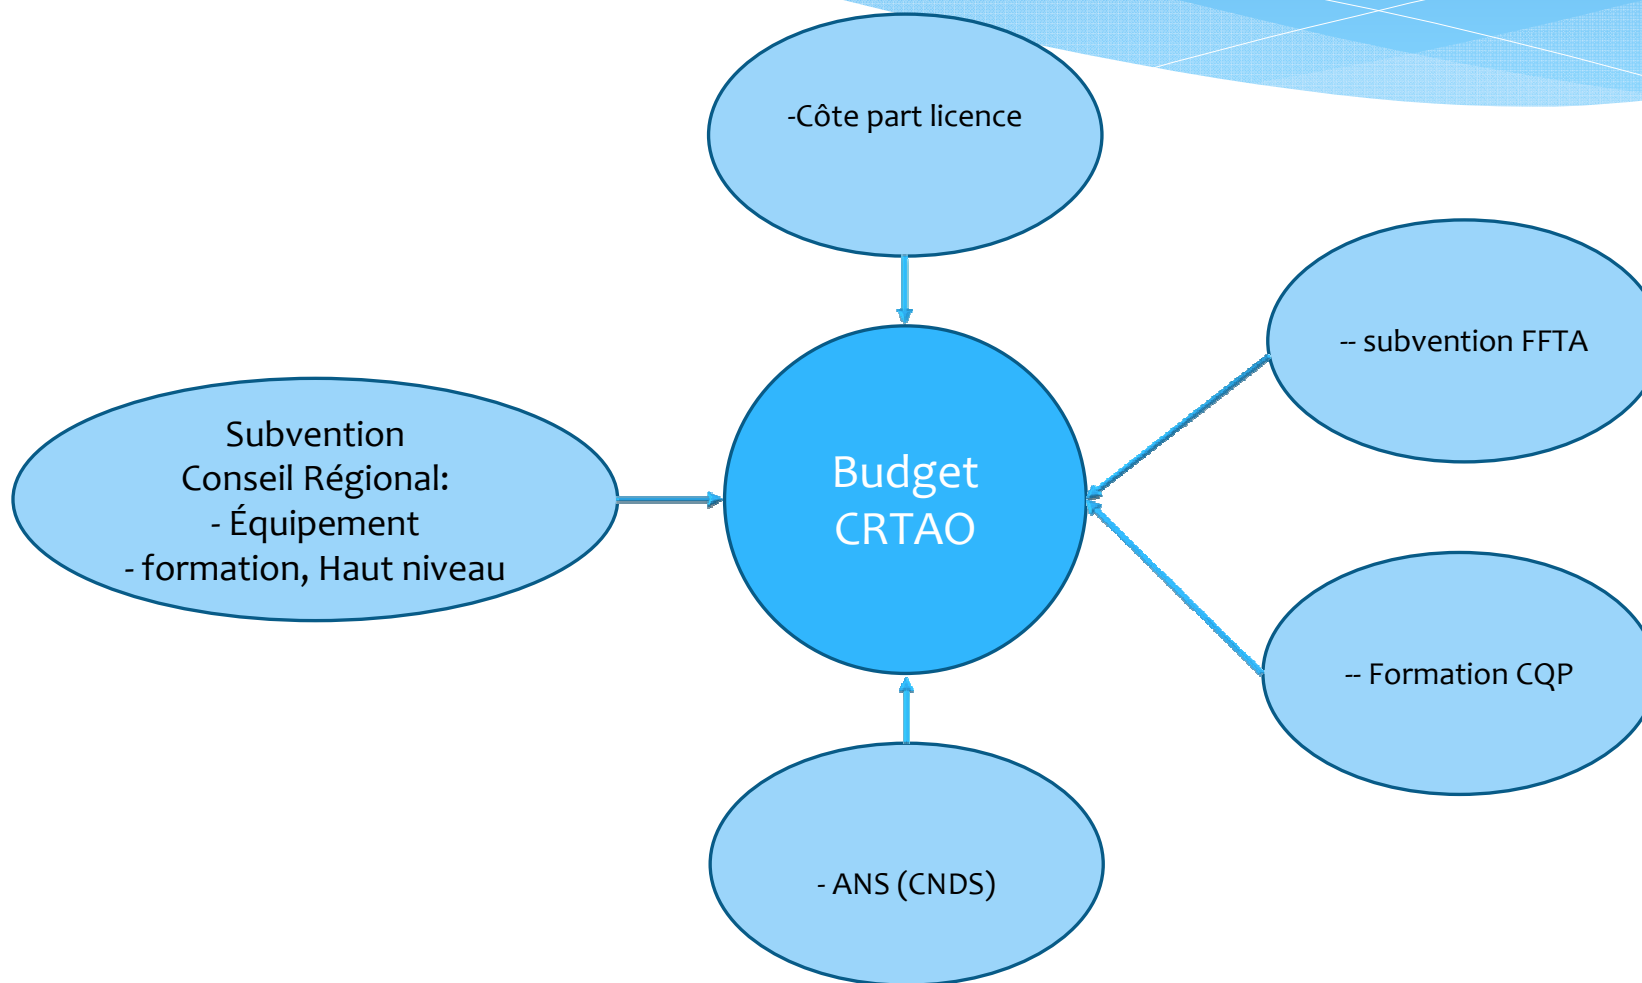 -Côte part licence
-- subvention FFTA
Subvention
Conseil Régional:
- Équipement
- formation, Haut niveau
Budget
CRTAO
-- Formation CQP
- ANS (CNDS)